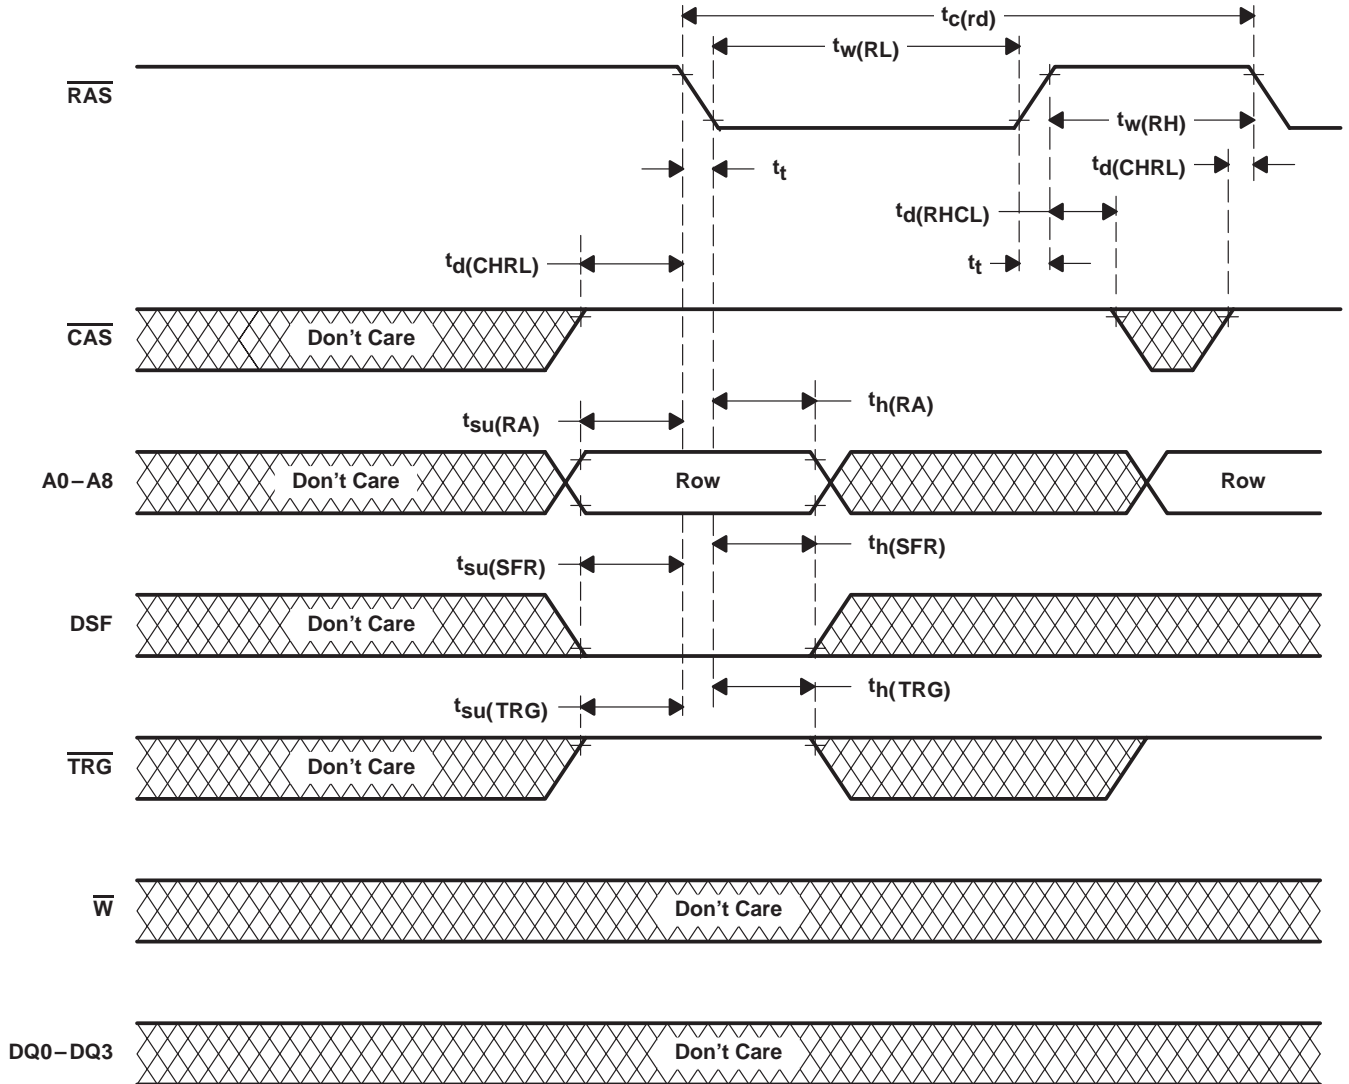 tc(rd)
tw(RL)
RAS
tw(RH)
tt
td(CHRL)
td(RHCL)
td(CHRL)
tt
CAS
Don't Care
th(RA)
tsu(RA)
A0–A8
Don't Care
Row
Row
th(SFR)
tsu(SFR)
DSF
Don't Care
th(TRG)
tsu(TRG)
TRG
Don't Care
W
Don't Care
DQ0–DQ3
Don't Care